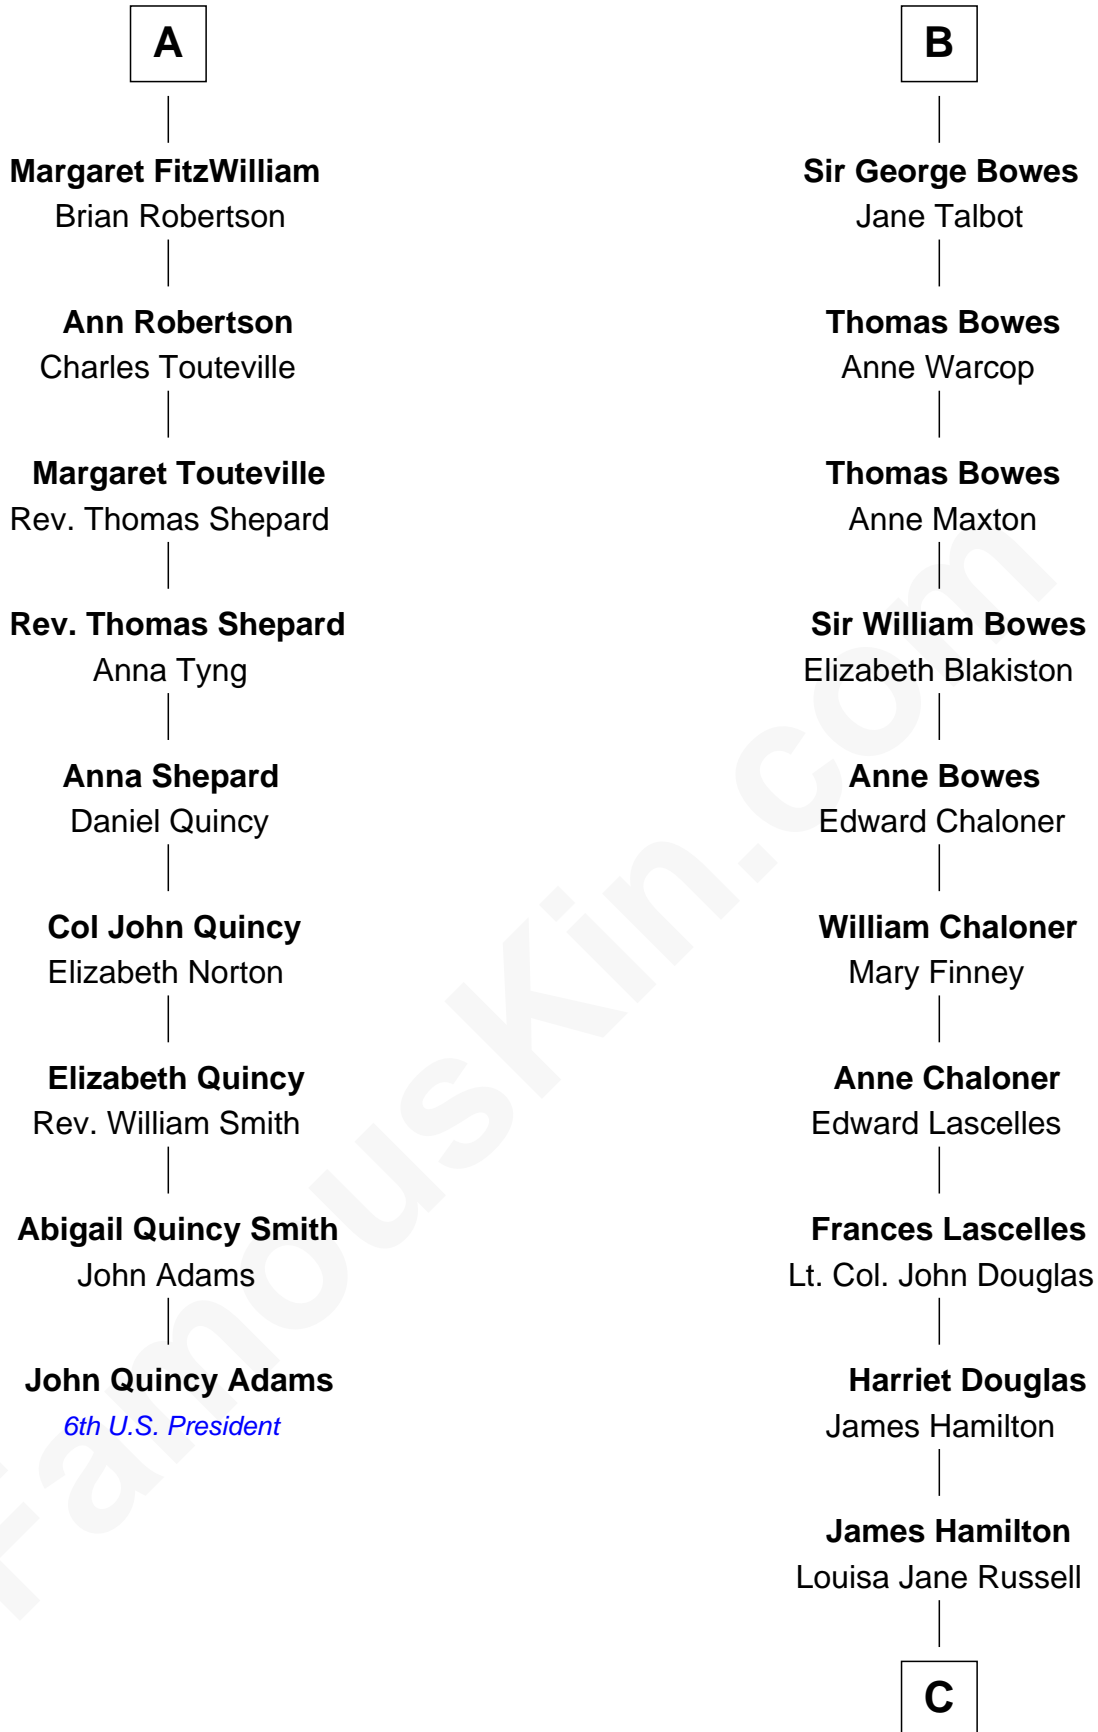 A
Margaret FitzWilliam
Brian Robertson
Ann Robertson
Charles Touteville
Margaret Touteville
Rev. Thomas Shepard
Rev. Thomas Shepard
Anna Tyng
Anna Shepard
Daniel Quincy
Col John Quincy
Elizabeth Norton
Elizabeth Quincy
Rev. William Smith
Abigail Quincy Smith
John Adams
John Quincy Adams
6th U.S. President
B
Sir George Bowes
Jane Talbot
Thomas Bowes
Anne Warcop
Thomas Bowes
Anne Maxton
Sir William Bowes
Elizabeth Blakiston
Anne Bowes
Edward Chaloner
William Chaloner
Mary Finney
Anne Chaloner
Edward Lascelles
Frances Lascelles
Lt. Col. John Douglas
Harriet Douglas
James Hamilton
James Hamilton
Louisa Jane Russell
C
FamousKin.com